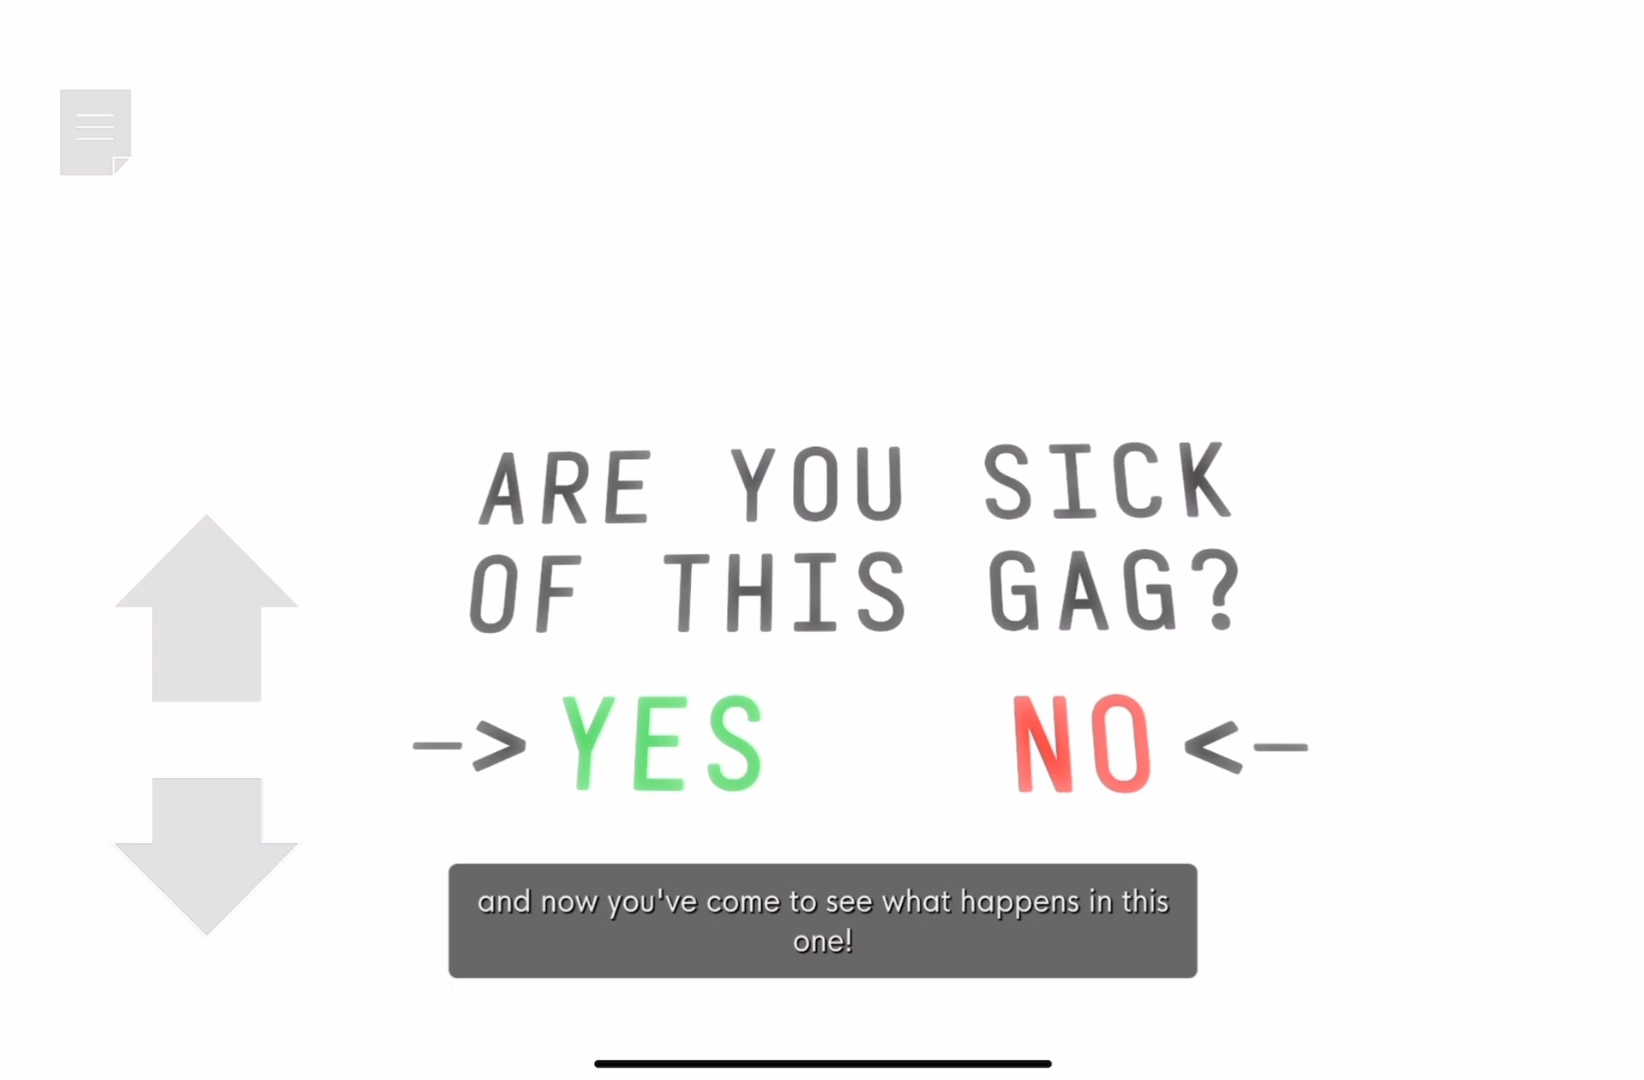 ARE YOU SICK
OF THIS GAG?
—> YES NO <—
and now you've come to see what happens in this
one!